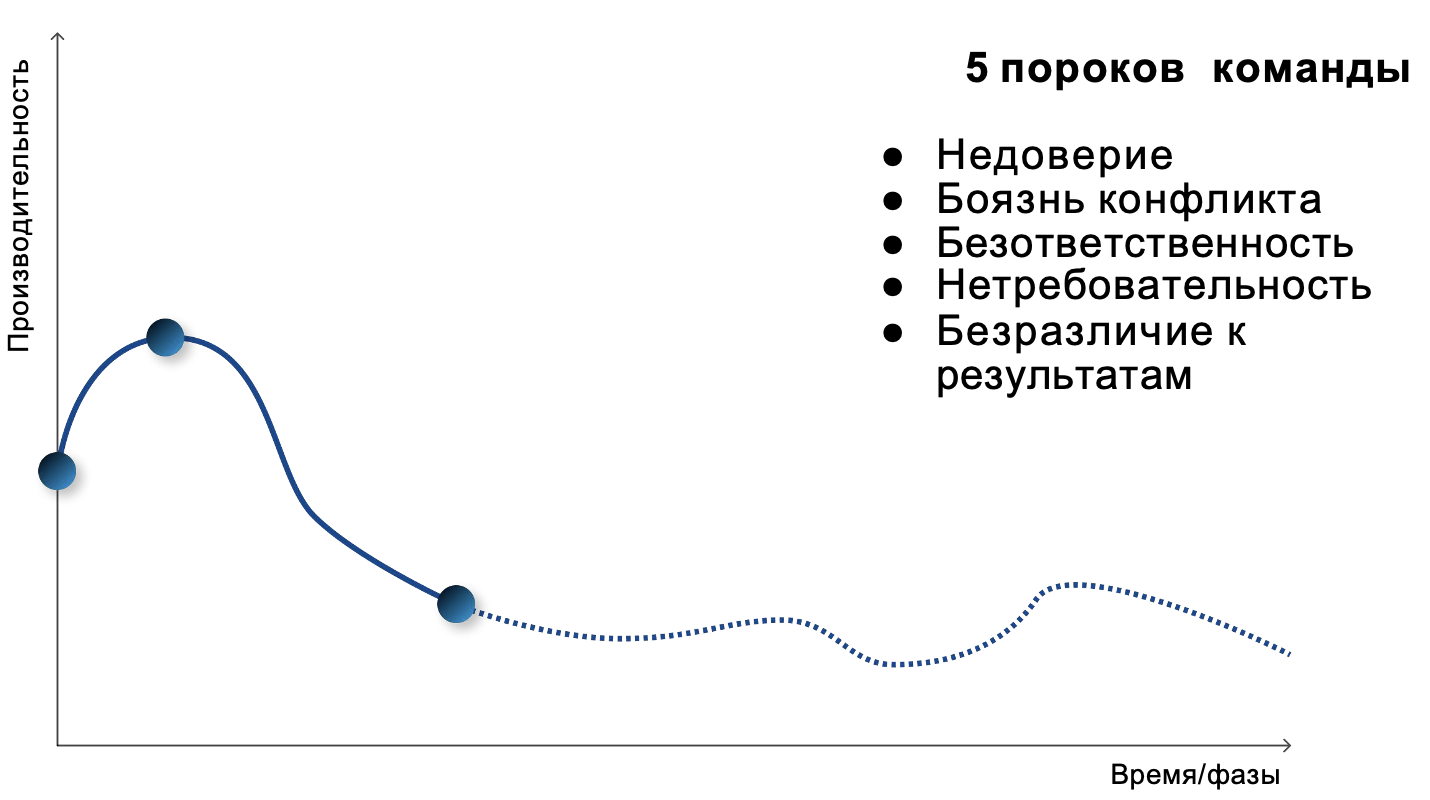 5 пороков команды
● Недоверие
● Боязнь конфликта
● Безответственность
● Нетребовательность
● Безразличие к
результатам
Производительность
Время/фазы